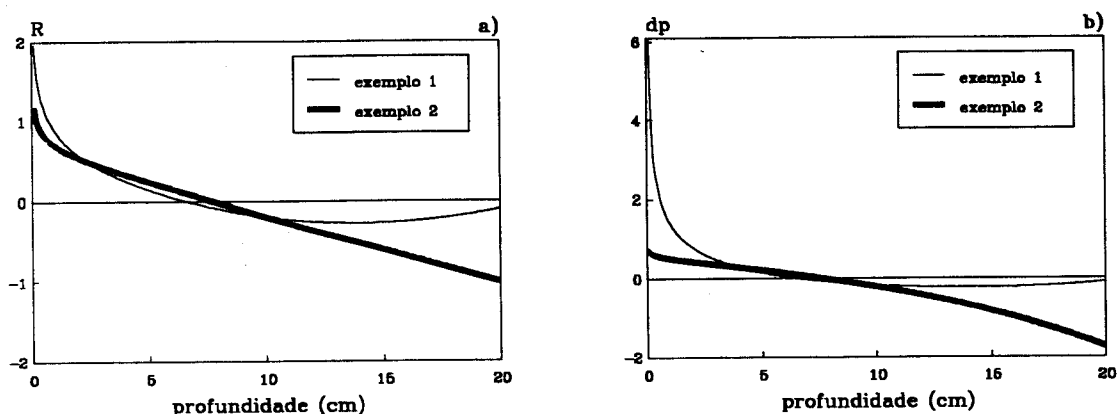 R
a)
2
1
0
-1
-2
exemplo 1
exemplo 2
0 5 10 15 20
profundidade (cm)
dp
b)
6
4
2
0
-2
exemplo 1
exemplo 2
0 5 10 15 20
profundidade (cm)